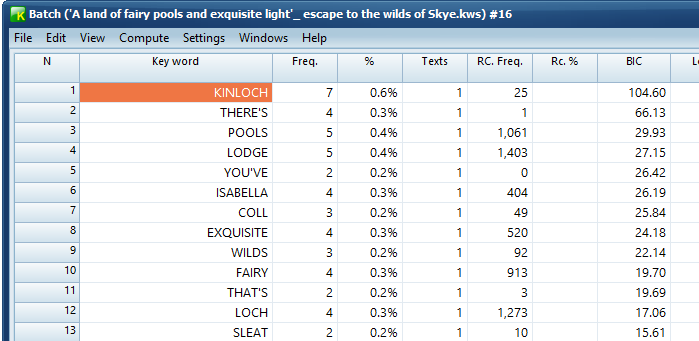 K Batch ('A land of fairy pools and exquisite light'_ escape to the wilds of Skye.kws) #16
File Edit View Compute Settings Windows Help
N Key word Freq. % Texts RC. Freq. Rc. % BIC Lo
1 KINLOCH 7 0.6% 1 25 104.60
2 THERE'S 4 0.3% 1 1 66.13
3 POOLS 5 0.4% 1 1,061 29.93
4 LODGE 5 0.4% 1 1,403 27.15
5 YOU'VE 2 0.2% 1 0 26.42
6 ISABELLA 4 0.3% 1 404 26.19
7 COLL 3 0.2% 1 49 25.84
8 EXQUISITE 4 0.3% 1 520 24.18
9 WILDS 3 0.2% 1 92 22.14
10 FAIRY 4 0.3% 1 913 19.70
11 THAT'S 2 0.2% 1 3 19.69
12 LOCH 4 0.3% 1 1,273 17.06
13 SLEAT 2 0.2% 1 10 15.61